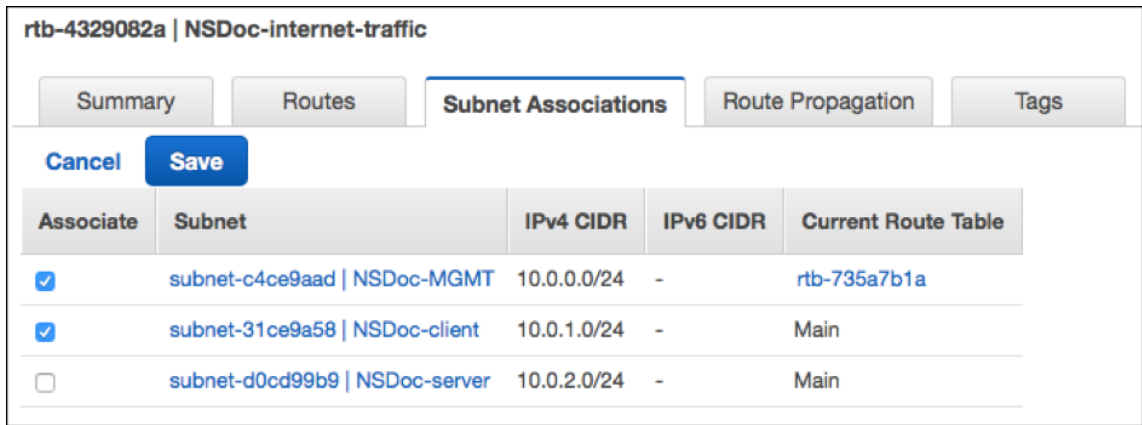 rtb-4329082a | NSDoc-internet-traffic
Summary Routes Subnet Associations Route Propagation Tags
Cancel Save
Associate Subnet IPv4 CIDR IPv6 CIDR Current Route Table
subnet-c4ce9aad | NSDoc-MGMT 10.0.0.0/24 - rtb-735a7b1a
subnet-31ce9a58 | NSDoc-client 10.0.1.0/24 - Main
subnet-d0cd99b9 | NSDoc-server 10.0.2.0/24 - Main